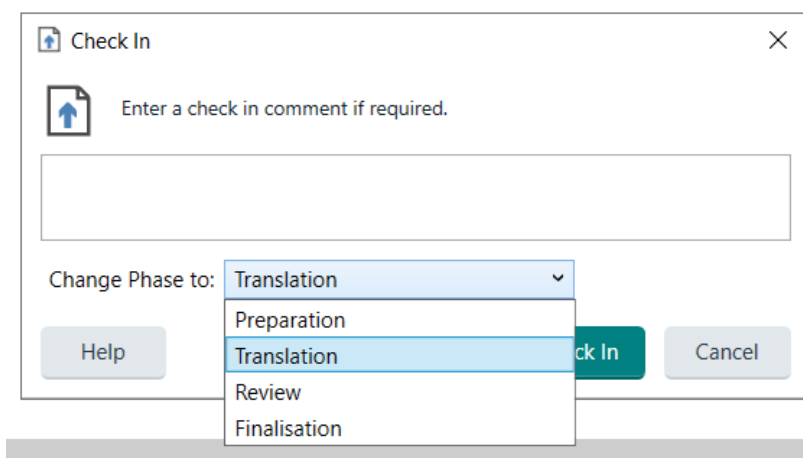 Check In
Enter a check in comment if required.
Change Phase to: Translation
Preparation
Help Translation ck In Cancel
Review
Finalisation